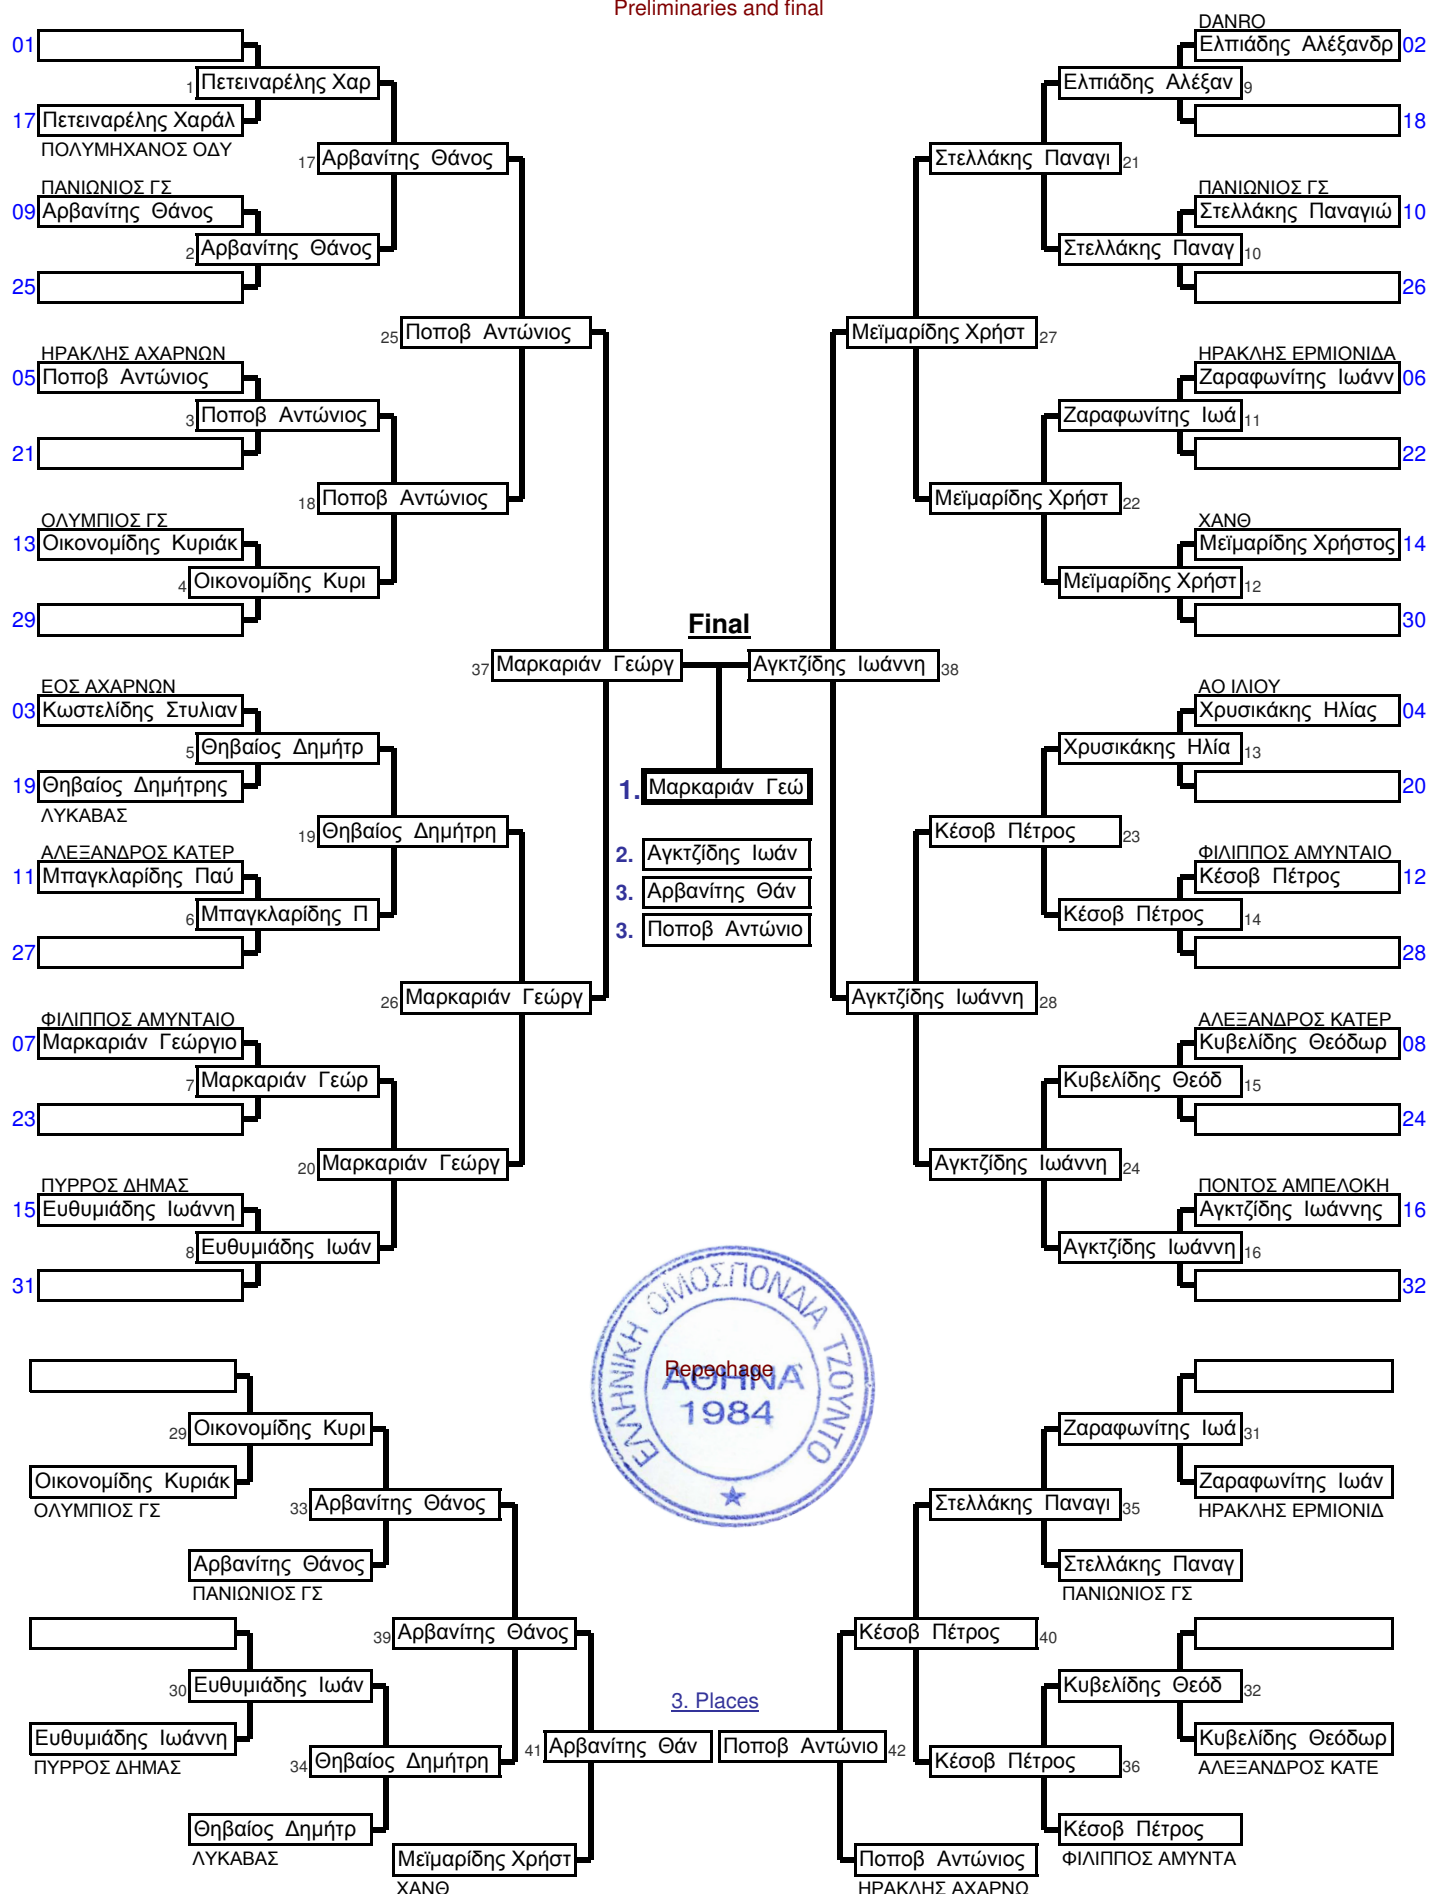 Preliminaries and final
01
1 Πετειναρέλης Χαρ
17 Πετειναρέλης Χαράλ
ΠΟΛΥΜΗΧΑΝΟΣ ΟΔΥ
17 Αρβανίτης Θάνος
ΠΑΝΙΩΝΙΟΣ ΓΣ
09 Αρβανίτης Θάνος
2 Αρβανίτης Θάνος
25
25 Ποποβ Αντώνιος
ΗΡΑΚΛΗΣ ΑΧΑΡΝΩΝ
05 Ποποβ Αντώνιος
3 Ποποβ Αντώνιος
21
18 Ποποβ Αντώνιος
ΟΛΥΜΠΙΟΣ ΓΣ
13 Οικονομίδης Κυριάκ
4 Οικονομίδης Κυρι
29
37 Μαρκαριάν Γεώργ
ΕΟΣ ΑΧΑΡΝΩΝ
03 Κωστελίδης Στυλιαν
5 Θηβαίος Δημήτρ
19 Θηβαίος Δημήτρης
ΛΥΚΑΒΑΣ
19 Θηβαίος Δημήτρη
ΑΛΕΞΑΝΔΡΟΣ ΚΑΤΕΡ
11 Μπαγκλαρίδης Παύ
6 Μπαγκλαρίδης Π
27
26 Μαρκαριάν Γεώργ
ΦΙΛΙΠΠΟΣ ΑΜΥΝΤΑΙΟ
07 Μαρκαριάν Γεώργιο
7 Μαρκαριάν Γεώρ
23
20 Μαρκαριάν Γεώργ
ΠΥΡΡΟΣ ΔΗΜΑΣ
15 Ευθυμιάδης Ιωάννη
8 Ευθυμιάδης Ιωάν
31
Final
1. Μαρκαριάν Γεώ
2. Αγκτζίδης Ιωάν
3. Αρβανίτης Θάν
3. Ποποβ Αντώνιο
DANRO
Ελπιάδης Αλέξανδρ 02
Ελπιάδης Αλέξαν 9
18
Στελλάκης Παναγι 21
ΠΑΝΙΩΝΙΟΣ ΓΣ
Στελλάκης Παναγιώ 10
Στελλάκης Παναγ 10
26
Μεϊμαρίδης Χρήστ 27
ΗΡΑΚΛΗΣ ΕΡΜΙΟΝΙΔΑ
Ζαραφωνίτης Ιωάνν 06
Ζαραφωνίτης Ιωά 11
22
Μεϊμαρίδης Χρήστ 22
ΧΑΝΘ
Μεϊμαρίδης Χρήστος 14
Μεϊμαρίδης Χρήστ 12
30
Αγκτζίδης Ιωάννη 38
ΑΟ ΙΛΙΟΥ
Χρυσικάκης Ηλίας 04
Χρυσικάκης Ηλία 13
20
Κέσοβ Πέτρος 23
ΦΙΛΙΠΠΟΣ ΑΜΥΝΤΑΙΟ
Κέσοβ Πέτρος 12
Κέσοβ Πέτρος 14
28
Αγκτζίδης Ιωάννη 28
ΑΛΕΞΑΝΔΡΟΣ ΚΑΤΕΡ
Κυβελίδης Θεόδωρ 08
Κυβελίδης Θεόδ 15
24
Αγκτζίδης Ιωάννη 24
ΠΟΝΤΟΣ ΑΜΠΕΛΟΚΗ
Αγκτζίδης Ιωάννης 16
Αγκτζίδης Ιωάννη 16
32
ΕΛΛΗΝΙΚΗ ΟΜΟΣΠΟΝΔΙΑ ΤΖΟΥΝΤΟ
Repechage
ΑΘΗΝΑ
1984
29 Οικονομίδης Κυρι
Οικονομίδης Κυριάκ
ΟΛΥΜΠΙΟΣ ΓΣ
33 Αρβανίτης Θάνος
Αρβανίτης Θάνος
ΠΑΝΙΩΝΙΟΣ ΓΣ
39 Αρβανίτης Θάνος
30 Ευθυμιάδης Ιωάν
Ευθυμιάδης Ιωάννη
ΠΥΡΡΟΣ ΔΗΜΑΣ
34 Θηβαίος Δημήτρη
Θηβαίος Δημήτρ
ΛΥΚΑΒΑΣ
41 Αρβανίτης Θάν
Μεϊμαρίδης Χρήστ
ΧΑΝΘ
3. Places
Ζαραφωνίτης Ιωά 31
Ζαραφωνίτης Ιωάν
ΗΡΑΚΛΗΣ ΕΡΜΙΟΝΙΔ
Στελλάκης Παναγι 35
Στελλάκης Παναγ
ΠΑΝΙΩΝΙΟΣ ΓΣ
Κέσοβ Πέτρος 40
Κυβελίδης Θεόδ 32
Κυβελίδης Θεόδωρ
ΑΛΕΞΑΝΔΡΟΣ ΚΑΤΕ
Ποποβ Αντώνιο 42
Κέσοβ Πέτρος 36
Κέσοβ Πέτρος
ΦΙΛΙΠΠΟΣ ΑΜΥΝΤΑ
Ποποβ Αντώνιος
ΗΡΑΚΛΗΣ ΑΧΑΡΝΩ